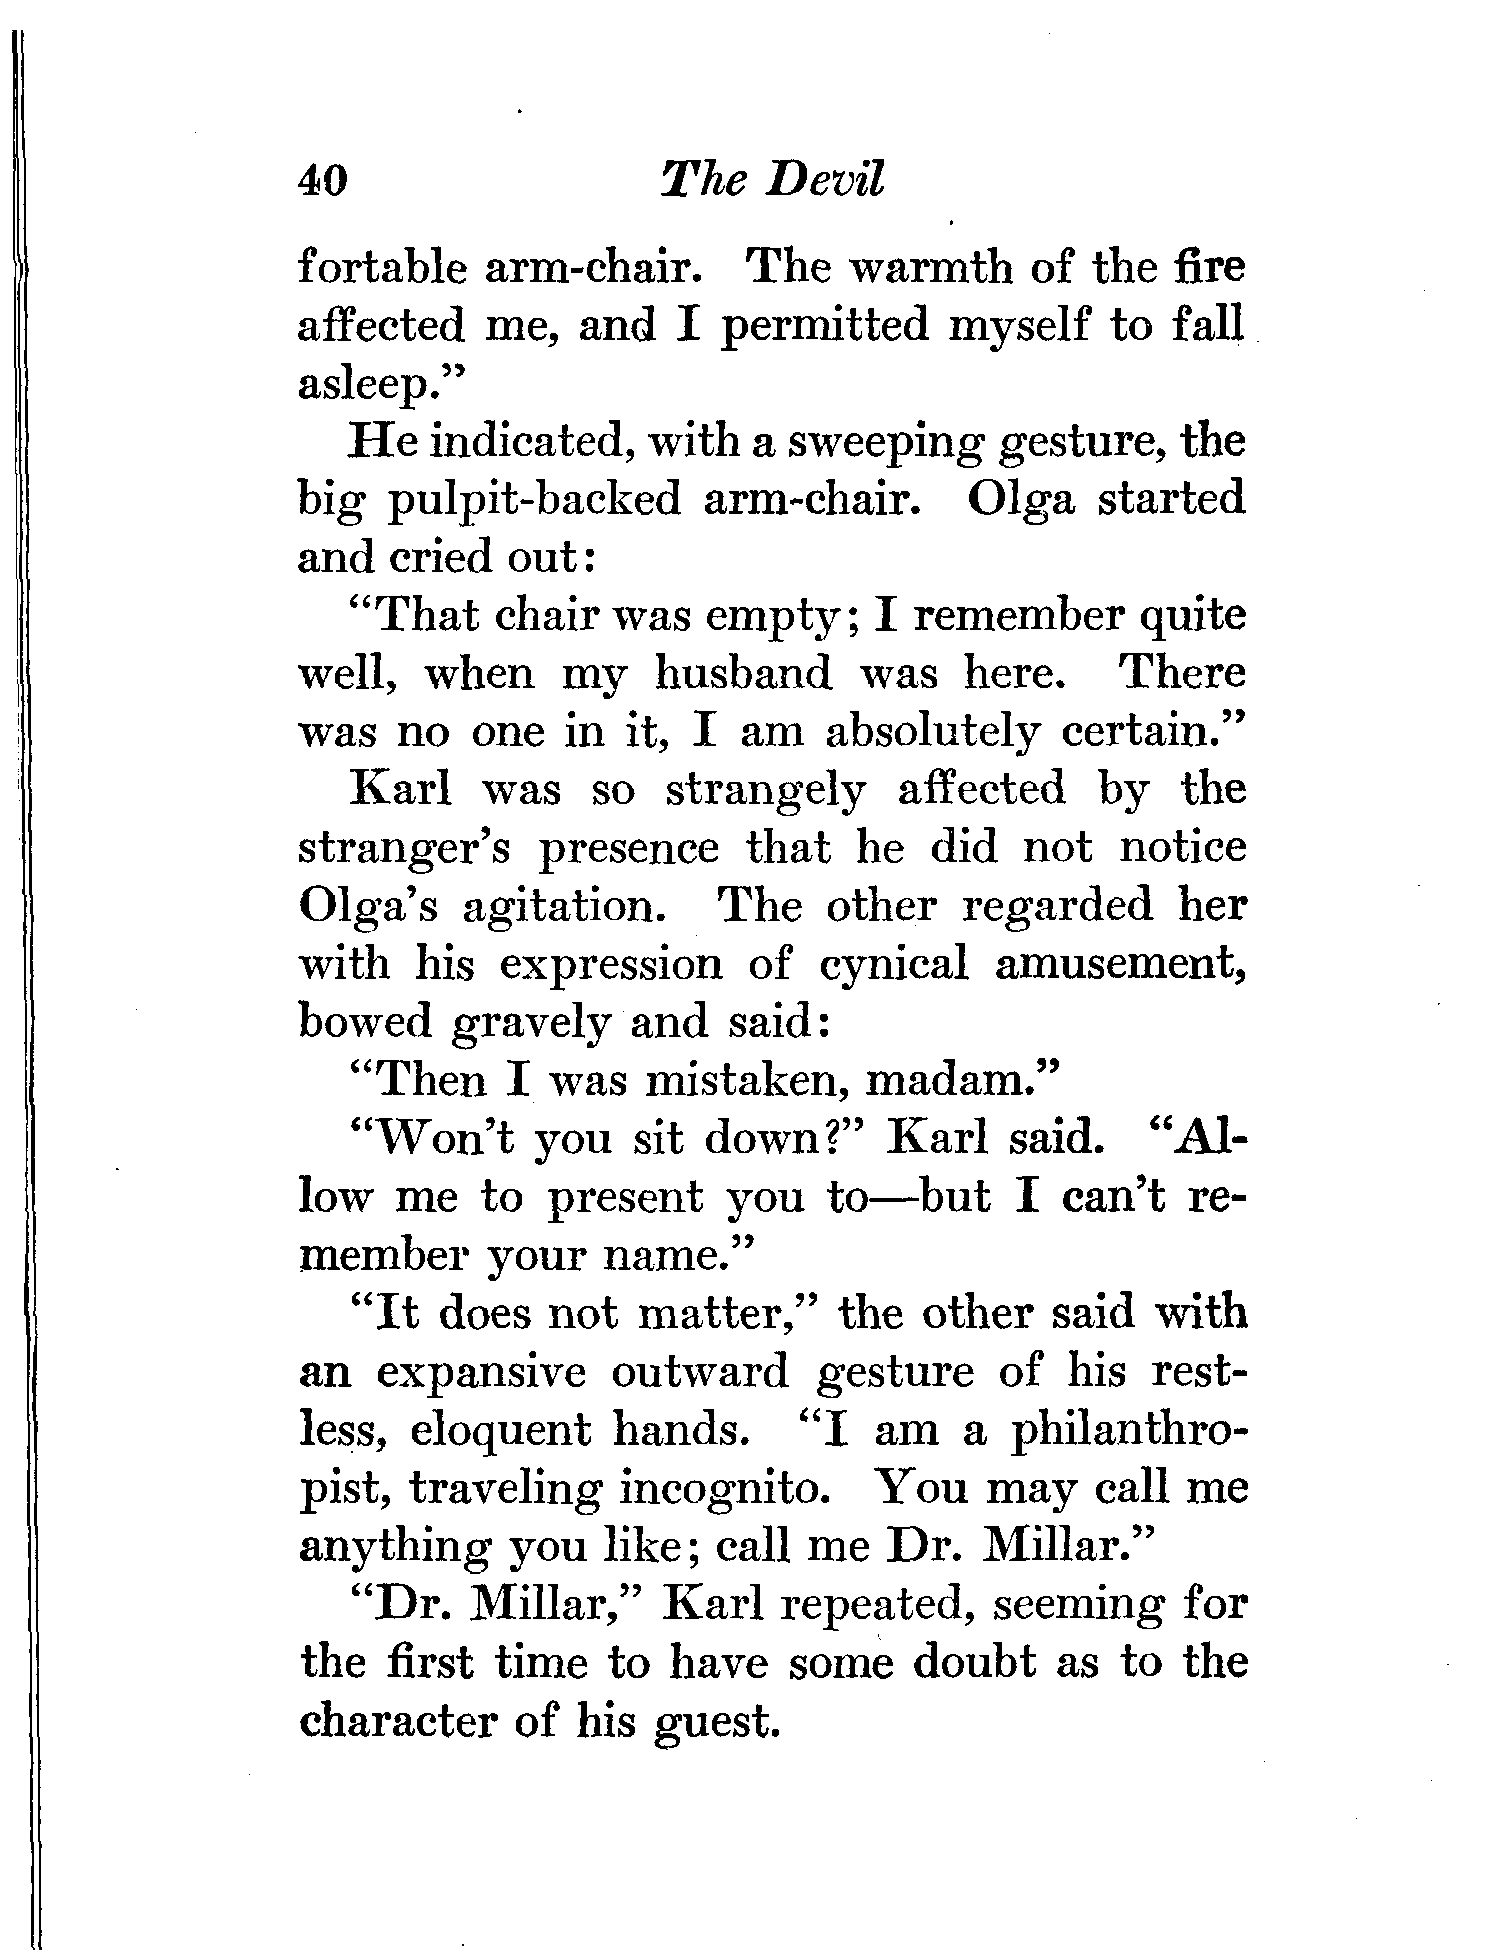 40 The Devil
fortable arm-chair. The warmth of the fire
affected me, and I permitted myself to fall
asleep.”
He indicated, with a sweeping gesture, the
big pulpit-backed arm-chair. Olga started
and cried out:
“That chair was empty; I remember quite
well, when my husband was here. There
was no one in it, I am absolutely certain.”
Karl was so strangely affected by the
stranger’s presence that he did not notice
Olga’s agitation. The other regarded her
with his expression of cynical amusement,
bowed gravely and said:
“Then I was mistaken, madam.”
“Won’t you sit down?” Karl said. “Al-
low me to present you to—but I can’t re-
member your name.”
“It does not matter,” the other said with
an expansive outward gesture of his rest-
less, eloquent hands. “I am a philanthro-
pist, traveling incognito. You may call me
anything you like; call me Dr. Millar.”
“Dr. Millar,” Karl repeated, seeming for
the first time to have some doubt as to the
character of his guest.